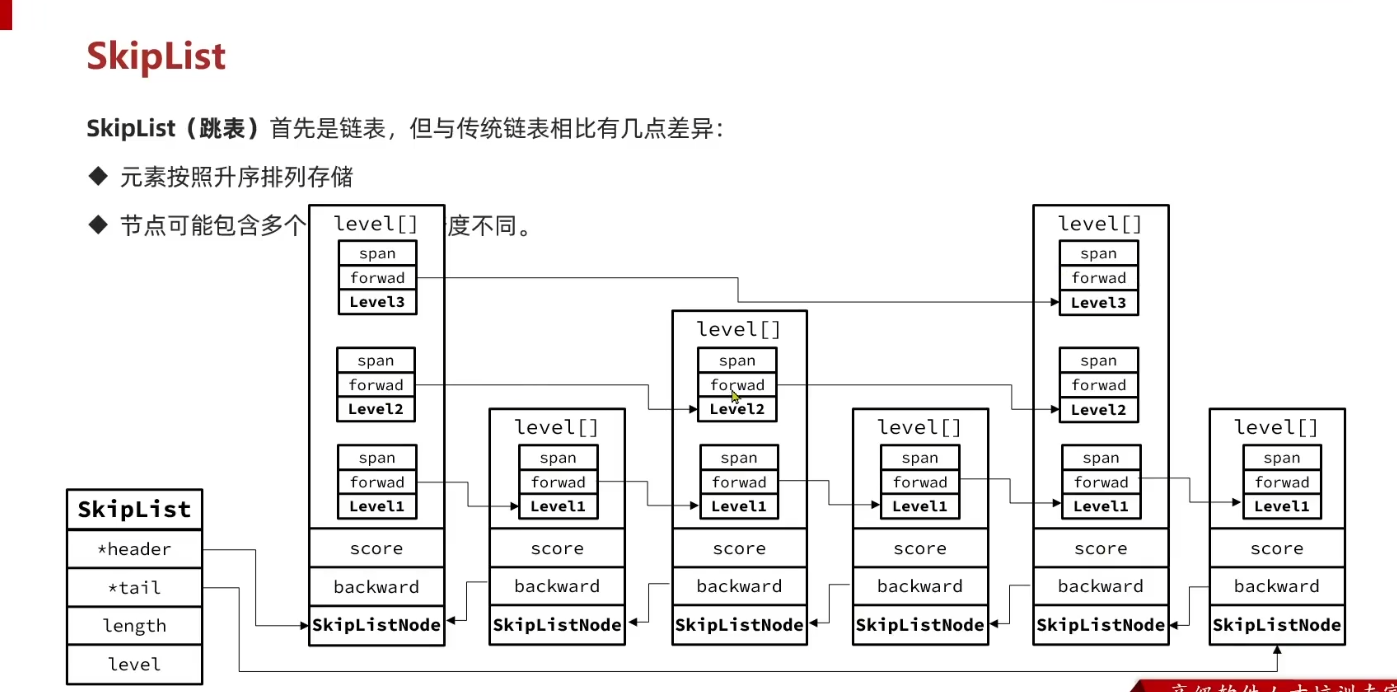 SkipList
SkipList（跳表）首先是链表，但与传统链表相比有几点差异：
元素按照升序排列存储
节点可能包含多个
度不同。
level[]
span
forwad
Level3
span
forwad
Level2
span
forwad
Level1
score
backward
SkipListNode
level[]
span
forwad
Level1
score
backward
SkipListNode
level[]
span
forwad
Level2
span
forwad
Level1
score
backward
SkipListNode
level[]
span
forwad
Level1
score
backward
SkipListNode
level[]
span
forwad
Level3
span
forwad
Level2
span
forwad
Level1
score
backward
SkipListNode
level[]
span
forwad
Level1
score
backward
SkipListNode
SkipList
*header
*tail
length
level